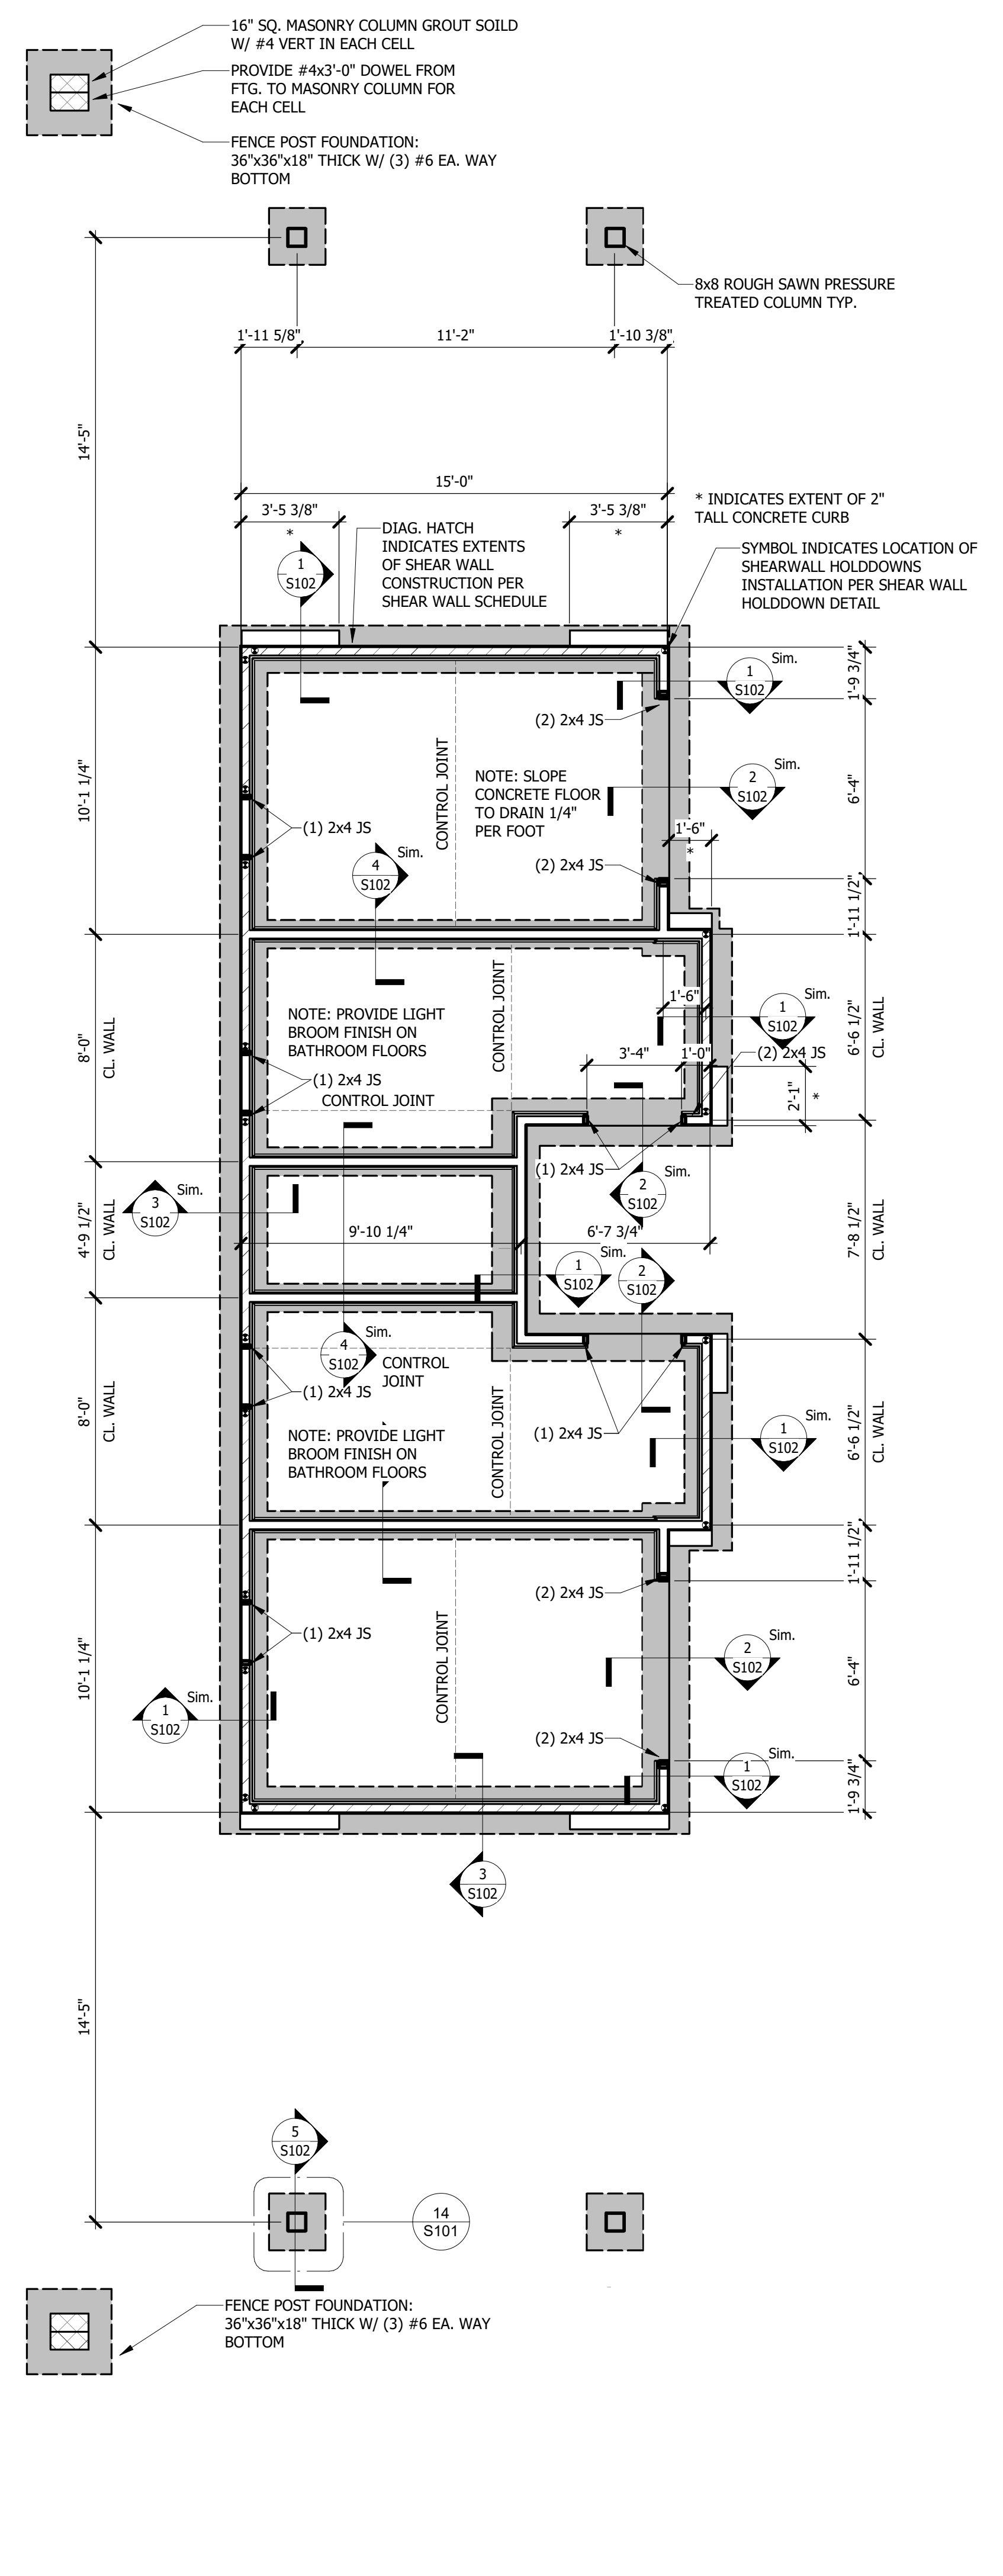 16" SQ. MASONRY COLUMN GROUT SOILD
W/ #4 VERT IN EACH CELL
PROVIDE #4x3'-0" DOWEL FROM
FTG. TO MASONRY COLUMN FOR
EACH CELL
FENCE POST FOUNDATION:
36"x36"x18" THICK W/ (3) #6 EA. WAY
BOTTOM
8x8 ROUGH SAWN PRESSURE
TREATED COLUMN TYP.
1'-11 5/8"
11'-2"
1'-10 3/8"
14'-5"
15'-0"
3'-5 3/8"
*
3'-5 3/8"
*
* INDICATES EXTENT OF 2"
TALL CONCRETE CURB
DIAG. HATCH
INDICATES EXTENTS
OF SHEAR WALL
CONSTRUCTION PER
SHEAR WALL SCHEDULE
SYMBOL INDICATES LOCATION OF
SHEARWALL HOLDDOWNS
INSTALLATION PER SHEAR WALL
HOLDDOWN DETAIL
1
S102
1
S102
Sim.
1'-9 3/4"
(2) 2x4 JS
CONTROL JOINT
NOTE: SLOPE
CONCRETE FLOOR
TO DRAIN 1/4"
PER FOOT
2
S102
Sim.
6'-4"
10'-1 1/4"
(1) 2x4 JS
1'-6"
*
4
S102
Sim.
(2) 2x4 JS
1'-11 1/2"
CONTROL JOINT
1'-6"
1
S102
Sim.
NOTE: PROVIDE LIGHT
BROOM FINISH ON
BATHROOM FLOORS
8'-0"
CL. WALL
6'-6 1/2"
CL. WALL
3'-4"
1'-0"
(2) 2x4 JS
2'-1"
*
(1) 2x4 JS
CONTROL JOINT
(1) 2x4 JS
2
S102
Sim.
3
S102
Sim.
4'-9 1/2"
CL. WALL
9'-10 1/4"
6'-7 3/4"
7'-8 1/2"
CL. WALL
1
S102
Sim.
2
S102
4
S102
Sim.
CONTROL
JOINT
(1) 2x4 JS
8'-0"
CL. WALL
NOTE: PROVIDE LIGHT
BROOM FINISH ON
BATHROOM FLOORS
CONTROL JOINT
(1) 2x4 JS
1
S102
Sim.
6'-6 1/2"
CL. WALL
1'-11 1/2"
(2) 2x4 JS
(1) 2x4 JS
10'-1 1/4"
CONTROL JOINT
2
S102
Sim.
6'-4"
1
S102
Sim.
(2) 2x4 JS
1
S102
Sim.
1'-9 3/4"
3
S102
14'-5"
5
S102
14
S101
FENCE POST FOUNDATION:
36"x36"x18" THICK W/ (3) #6 EA. WAY
BOTTOM